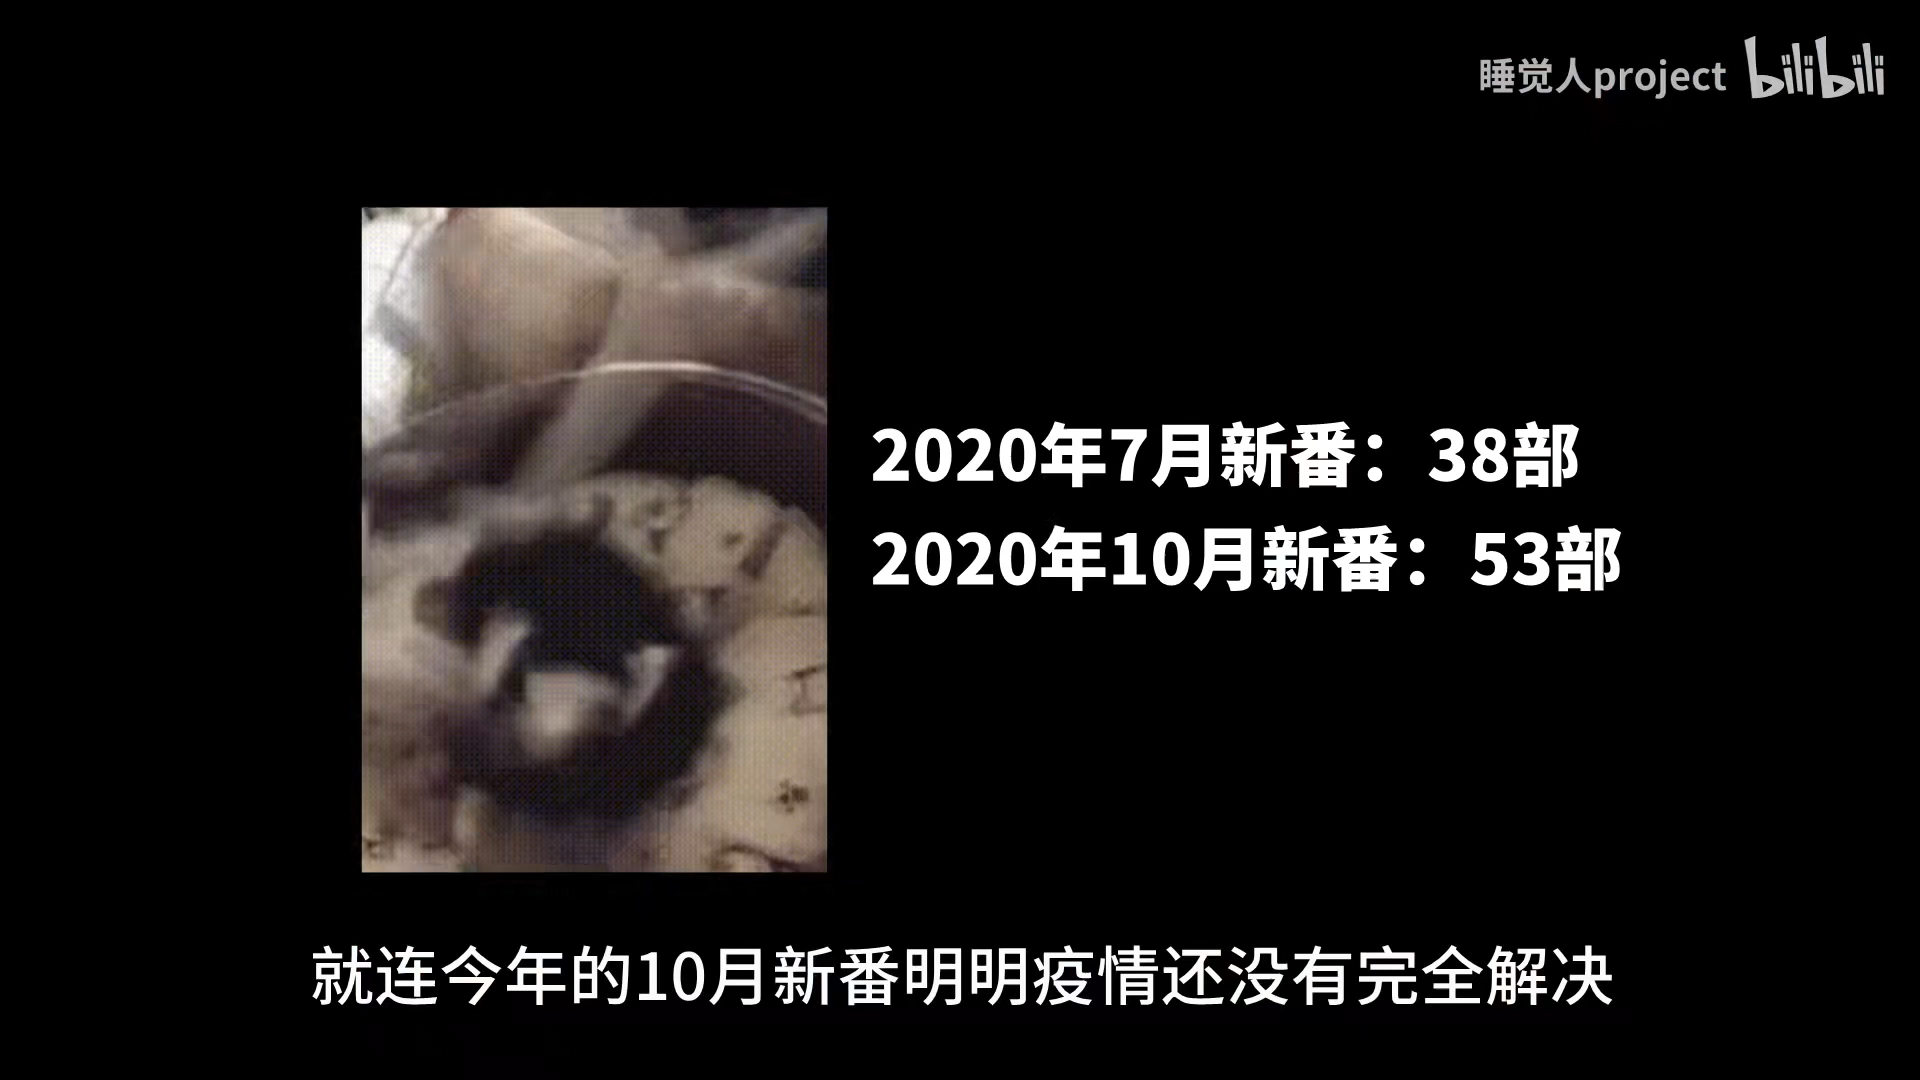 睡觉人project bilibili
2020年7月新番：38部
2020年10月新番：53部
就连今年的10月新番明明疫情还没有完全解决